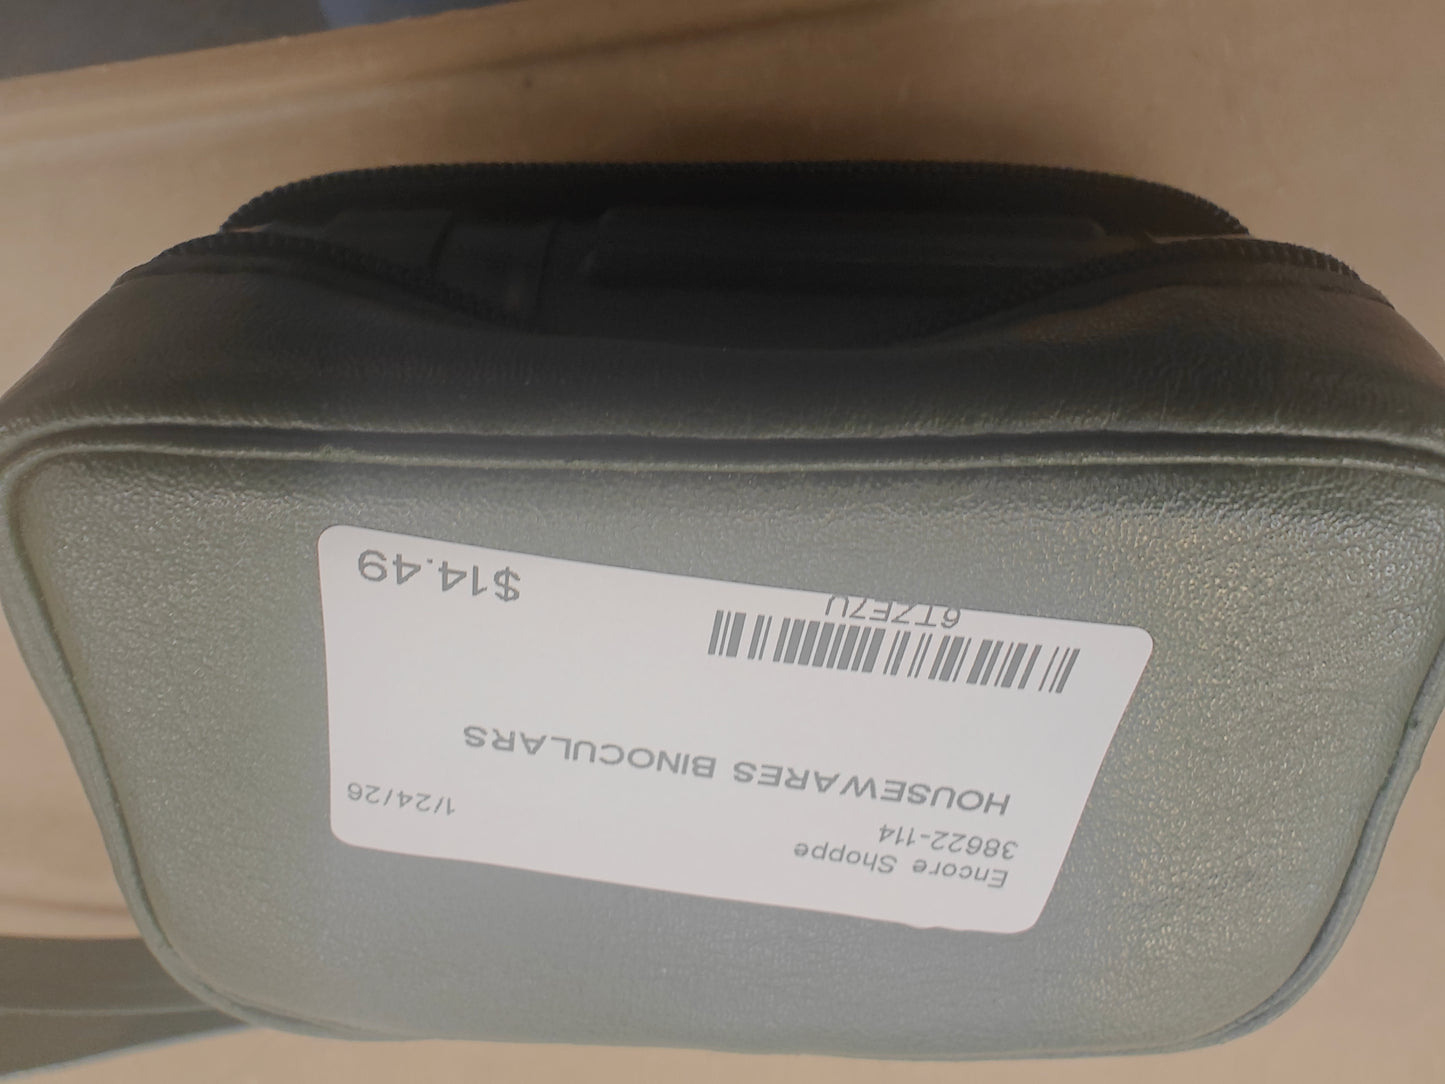 Encore Shoppe
38622-114
1/24/26
HOUSEWARES BINOCULARS
$14.49